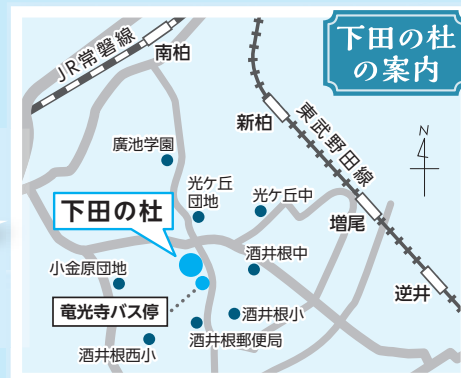 下田の杜
の案内
JR常磐線
南柏
新柏
東武野田線
N
4
廣池学園
光ケ丘
団地
光ケ丘中
下田の杜
増尾
小金原団地
酒井根中
逆井
竜光寺バス停
酒井根小
酒井根郵便局
酒井根西小